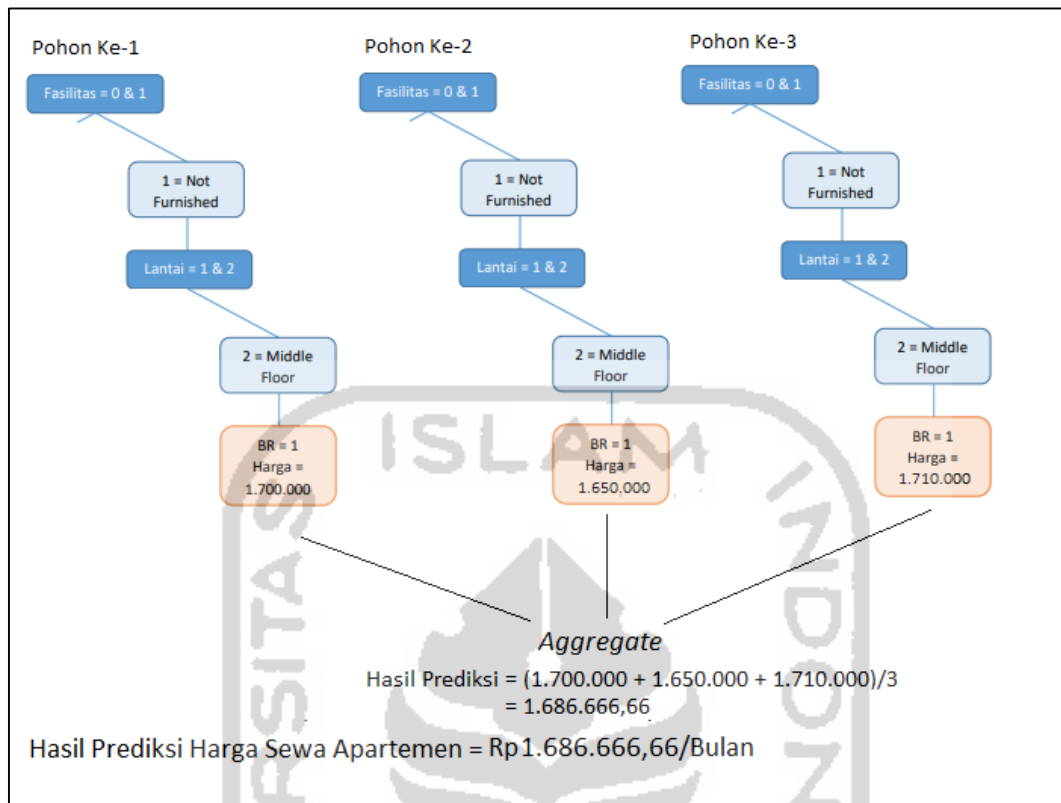 Pohon Ke-1
Fasilitas = 0 & 1
1 = Not
Furnished
Lantai = 1 & 2
2 = Middle
Floor
BR = 1
Harga =
1.700.000
Pohon Ke-2
Fasilitas = 0 & 1
1 = Not
Furnished
Lantai = 1 & 2
2 = Middle
Floor
BR = 1
Harga =
1.650.000
Pohon Ke-3
Fasilitas = 0 & 1
1 = Not
Furnished
Lantai = 1 & 2
2 = Middle
Floor
BR = 1
Harga =
1.710.000
Aggregate
Hasil Prediksi = (1.700.000 + 1.650.000 + 1.710.000)/3
= 1.686.666,66
Hasil Prediksi Harga Sewa Apartemen = Rp1.686.666,66/Bulan
ISLAM